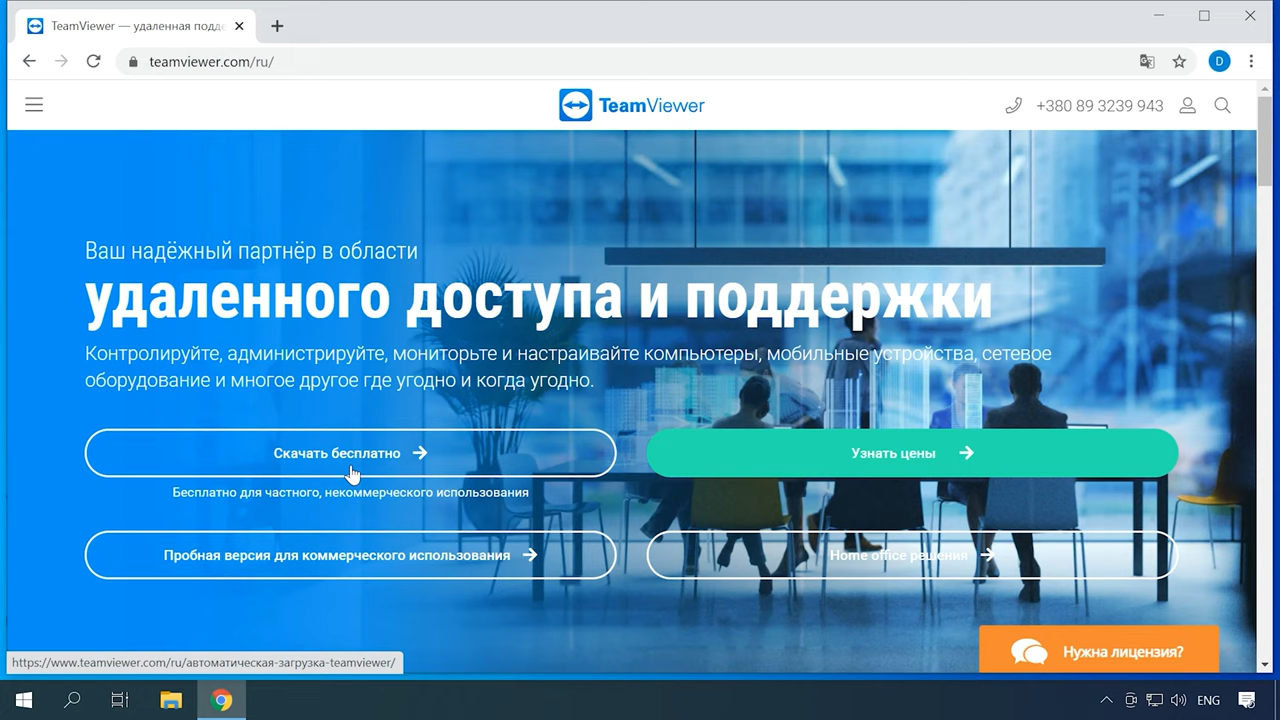 TeamViewer — удаленная подд
teamviewer.com/ru/
D
TeamViewer
+380 89 3239 943
Ваш надёжный партнёр в области
удаленного доступа и поддержки
Контролируйте, администрируйте, мониторьте и настраивайте компьютеры, мобильные устройства, сетевое
оборудование и многое другое где угодно и когда угодно.
Скачать бесплатно
Узнать цены
Бесплатно для частного, некоммерческого использования
Пробная версия для коммерческого использования
Home office решения
Нужна лицензия?
https://www.teamviewer.com/ru/автоматическая-загрузка-teamviewer/
ENG